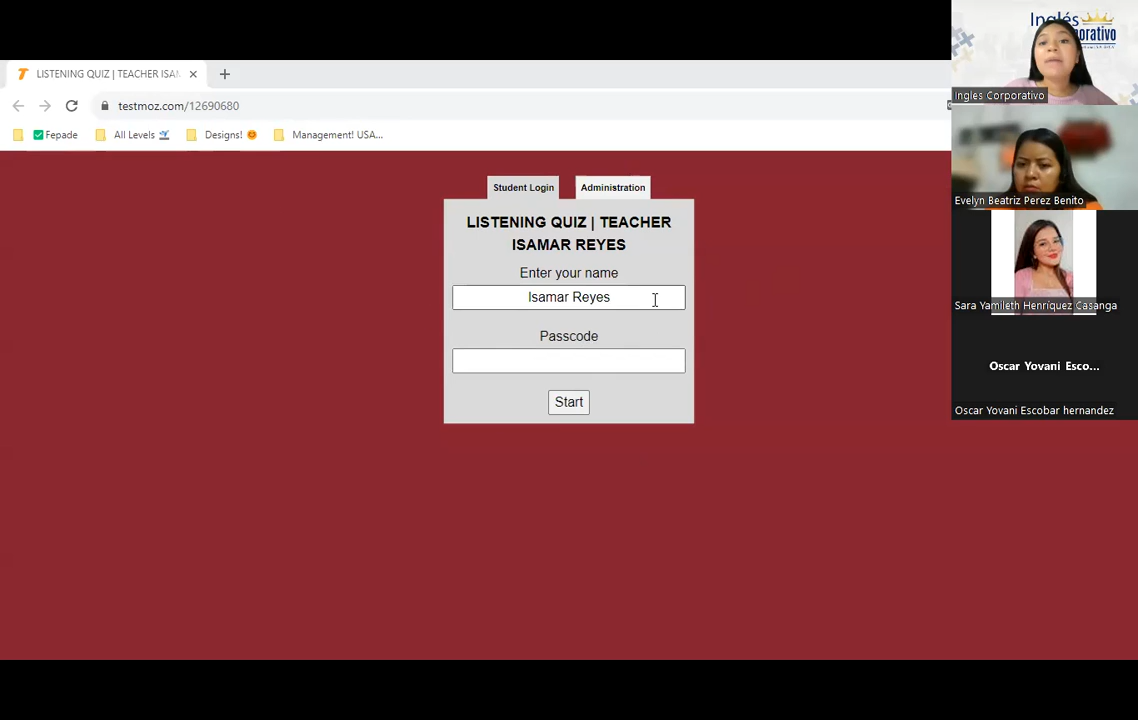 LISTENING QUIZ | TEACHER ISAM
testmoz.com/12690680
Fepade
All Levels
Designs!
Management! USA...
Student Login
Administration
LISTENING QUIZ | TEACHER
ISAMAR REYES
Enter your name
Isamar Reyes
Passcode
Start
Inglés
Ingles Corporativo
Evelyn Beatriz Perez Benito
Sara Yamileth Henríquez Casanga
Oscar Yovani Esco...
Oscar Yovani Escobar hernandez